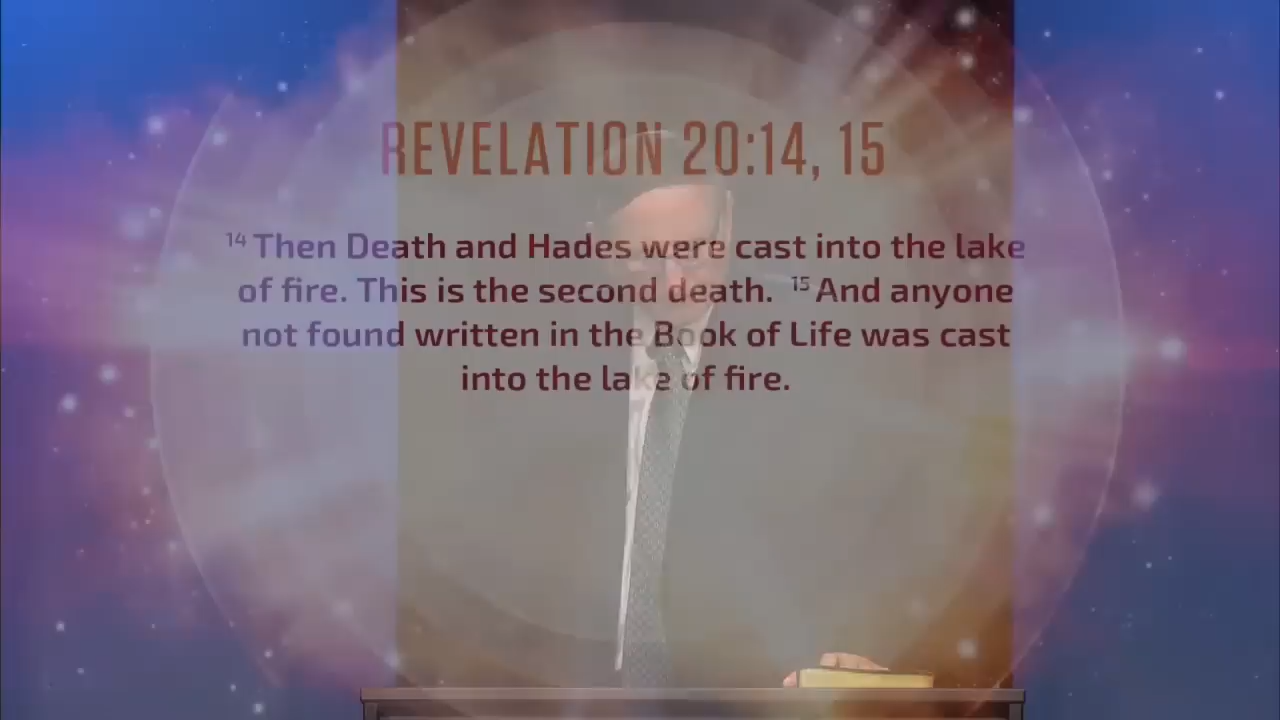 REVELATION 20:14, 15
14 Then Death and Hades were cast into the lake
of fire. This is the second death. 15 And anyone
not found written in the Book of Life was cast
into the lake of fire.